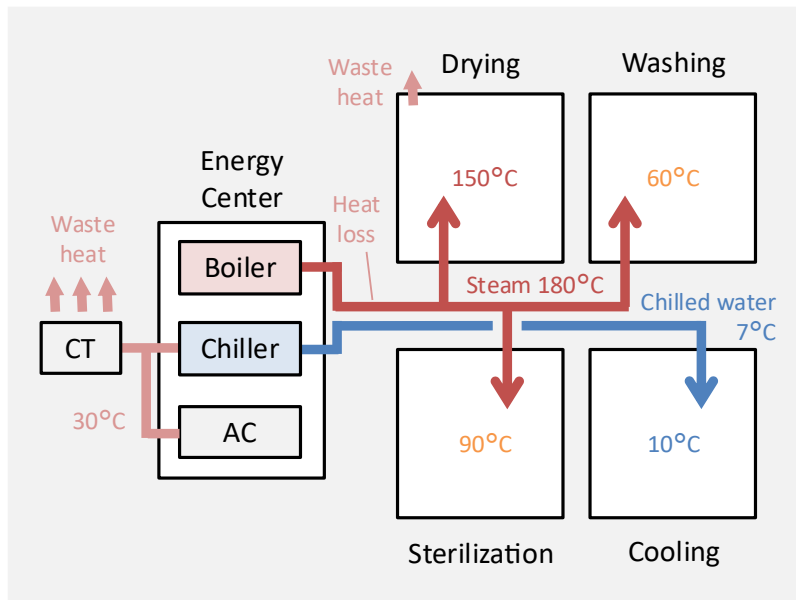 Drying
Washing
Waste
heat
Energy
Center
150°C
60°C
Heat
loss
Waste
heat
Boiler
Steam 180°C
Chilled water
7°C
CT
Chiller
30°C
AC
90°C
10°C
Sterilization
Cooling